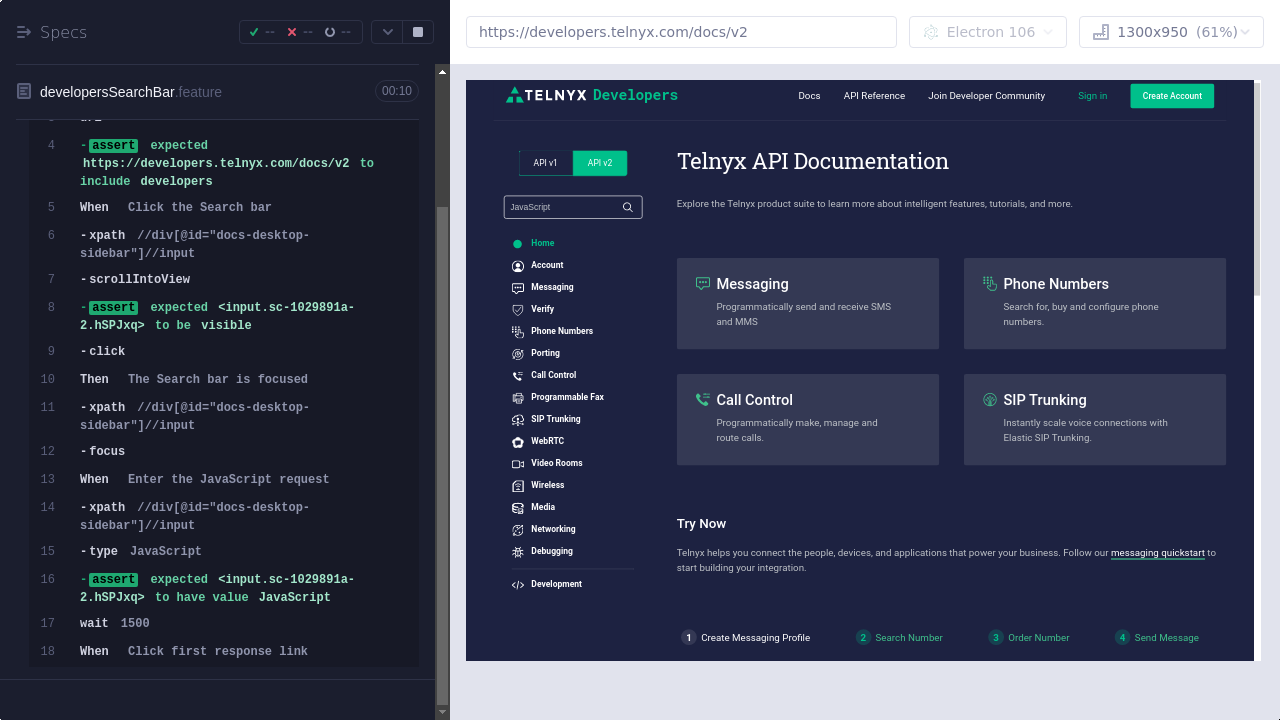 Specs
--
--
--
https://developers.telnyx.com/docs/v2
Electron 106
1300x950 (61%)
developersSearchBar.feature
00:10
4 -assert expected
https://developers.telnyx.com/docs/v2 to
include developers
5 When Click the Search bar
6 -xpath //div[@id="docs-desktop-
sidebar"]//input
7 -scrollIntoView
8 -assert expected <input.sc-1029891a-
2.hSPJxq> to be visible
9 -click
10 Then The Search bar is focused
11 -xpath //div[@id="docs-desktop-
sidebar"]//input
12 -focus
13 When Enter the JavaScript request
14 -xpath //div[@id="docs-desktop-
sidebar"]//input
15 -type JavaScript
16 -assert expected <input.sc-1029891a-
2.hSPJxq> to have value JavaScript
17 wait 1500
18 When Click first response link
TELNYX Developers
Docs
API Reference
Join Developer Community
Sign in
Create Account
API v1
API v2
JavaScript
Home
Account
Messaging
Verify
Phone Numbers
Porting
Call Control
Programmable Fax
SIP Trunking
WebRTC
Video Rooms
Wireless
Media
Networking
Debugging
Development
Telnyx API Documentation
Explore the Telnyx product suite to learn more about intelligent features, tutorials, and more.
Messaging
Programmatically send and receive SMS
and MMS
Phone Numbers
Search for, buy and configure phone
numbers.
Call Control
Programmatically make, manage and
route calls.
SIP Trunking
Instantly scale voice connections with
Elastic SIP Trunking.
Try Now
Telnyx helps you connect the people, devices, and applications that power your business. Follow our messaging quickstart to
start building your integration.
1 Create Messaging Profile
2 Search Number
3 Order Number
4 Send Message